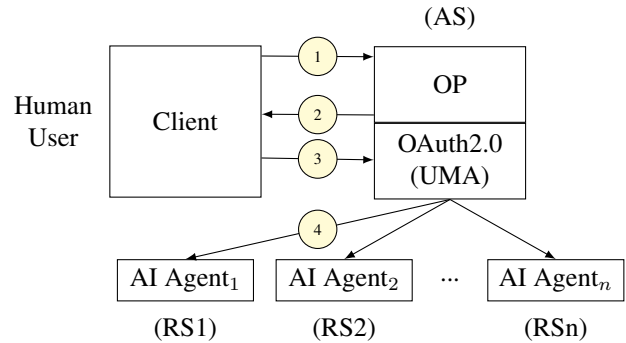 (AS)
1
OP
Human
User
Client
2
OAuth2.0
(UMA)
3
4
AI Agent₁
AI Agent₂
...
AI Agentₙ
(RS1)
(RS2)
(RSn)